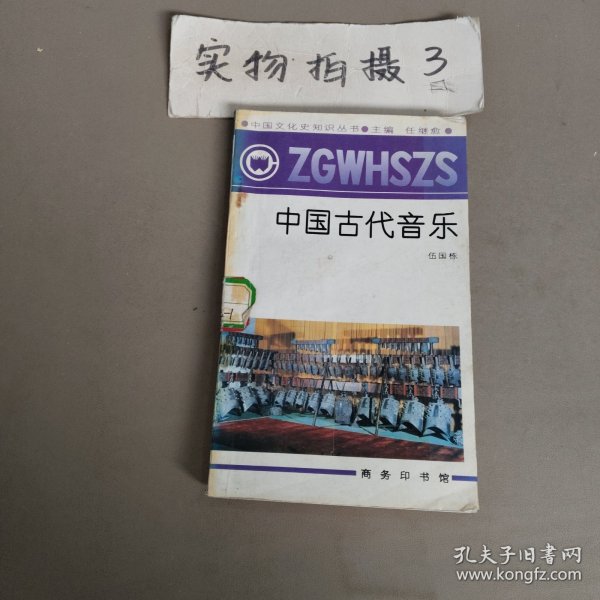 实物拍摄 3
●中国文化史知识丛书●主编 任继愈●
ZGWHSZS
中国古代音乐
伍国栋
H
商务印书馆
孔夫子旧书网
www.kongfz.com